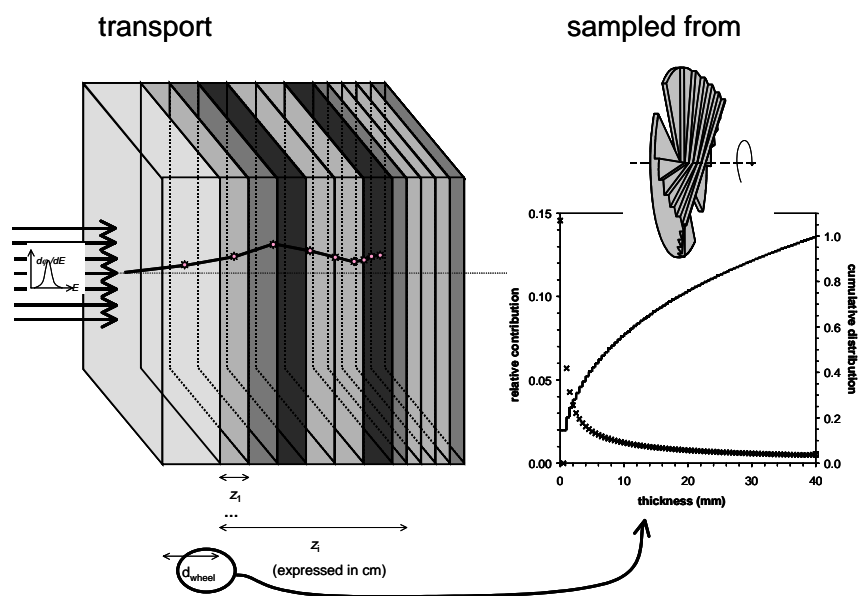 transport
sampled from
dφ/dE
E
z1
...
zi
dwheel
(expressed in cm)
0.15
0.10
0.05
0.00
relative contribution
1.0
0.8
0.6
0.4
0.2
0.0
cumulative distribution
0
10
20
30
40
thickness (mm)